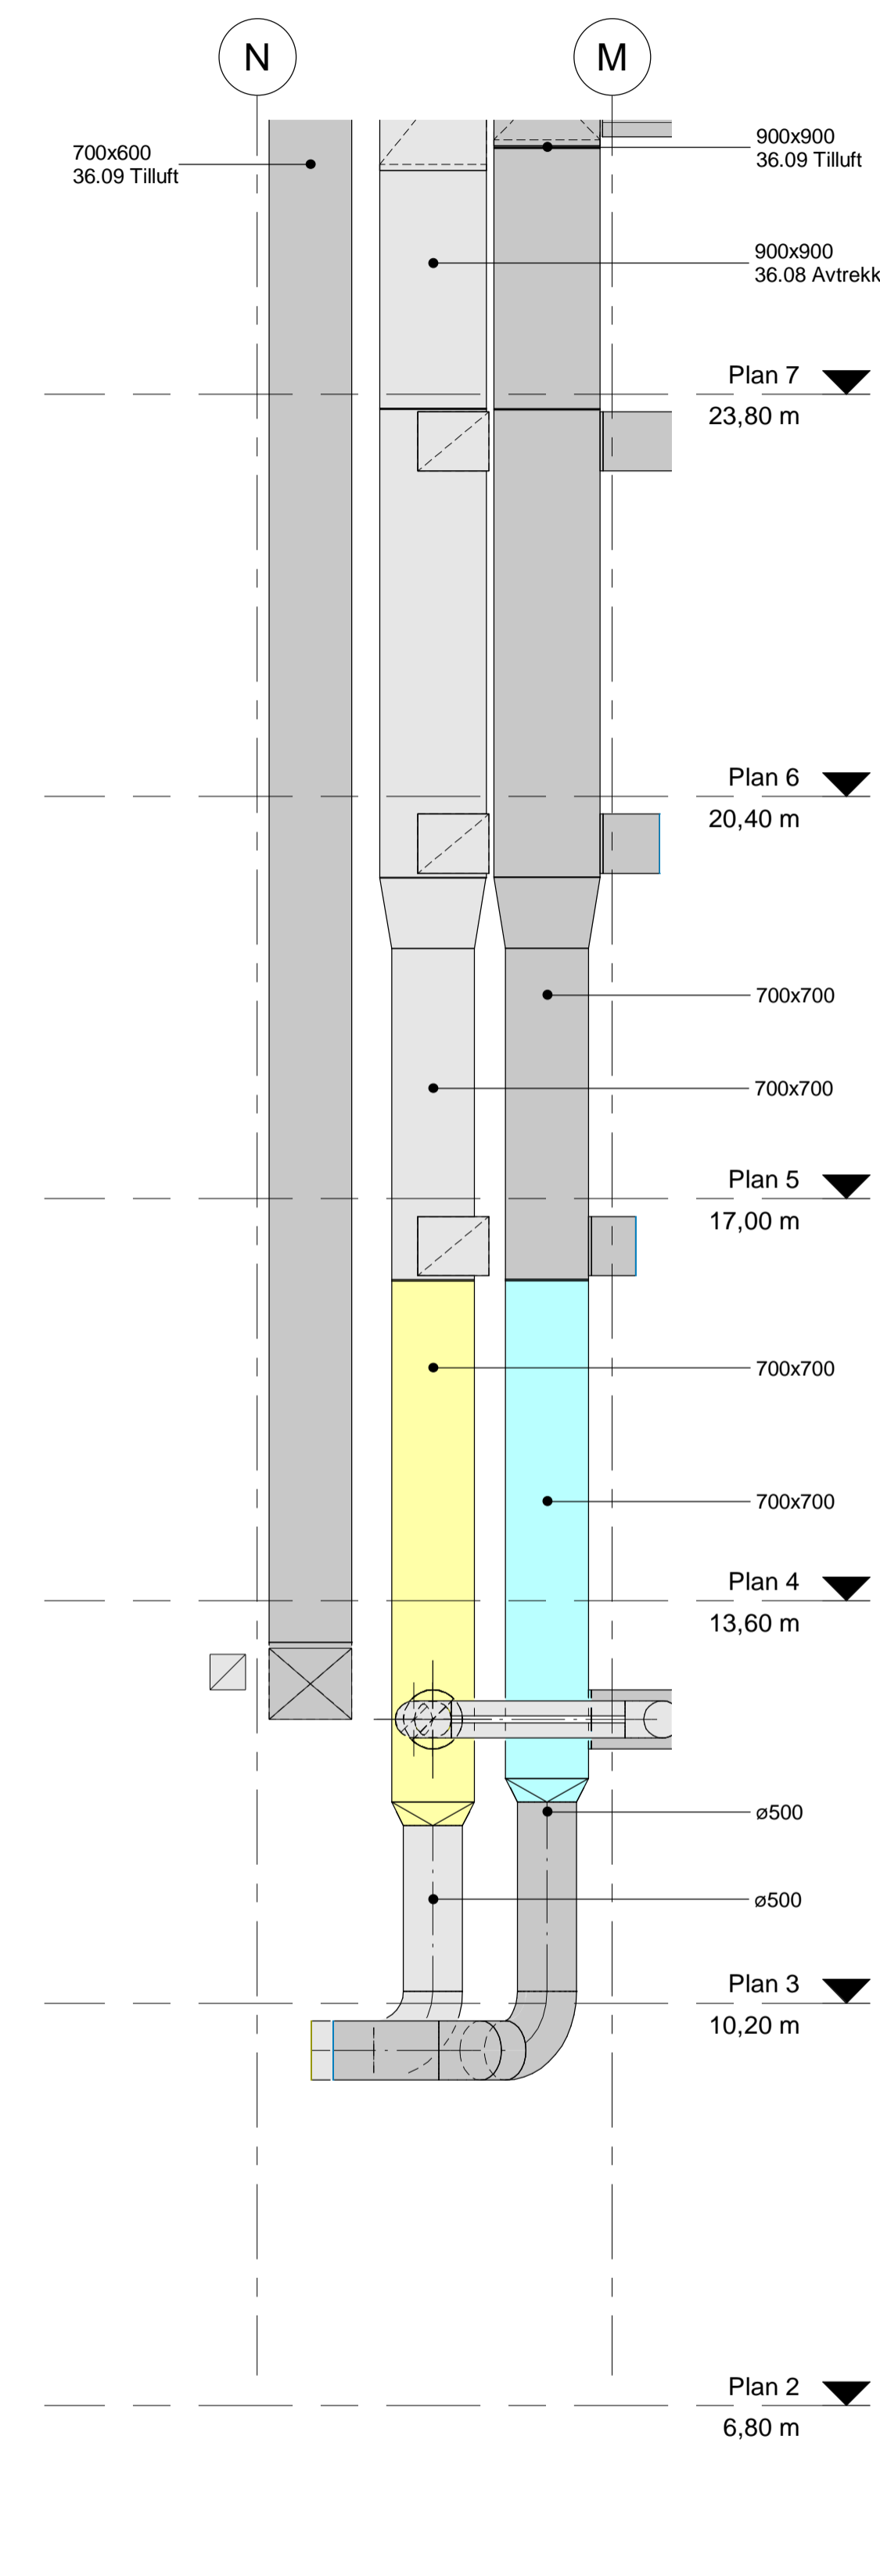 N
M
700x600
36.09 Tilluft
900x900
36.09 Tilluft
900x900
36.08 Avtrekk
Plan 7
23,80 m
Plan 6
20,40 m
700x700
700x700
Plan 5
17,00 m
700x700
700x700
Plan 4
13,60 m
ø500
ø500
Plan 3
10,20 m
Plan 2
6,80 m